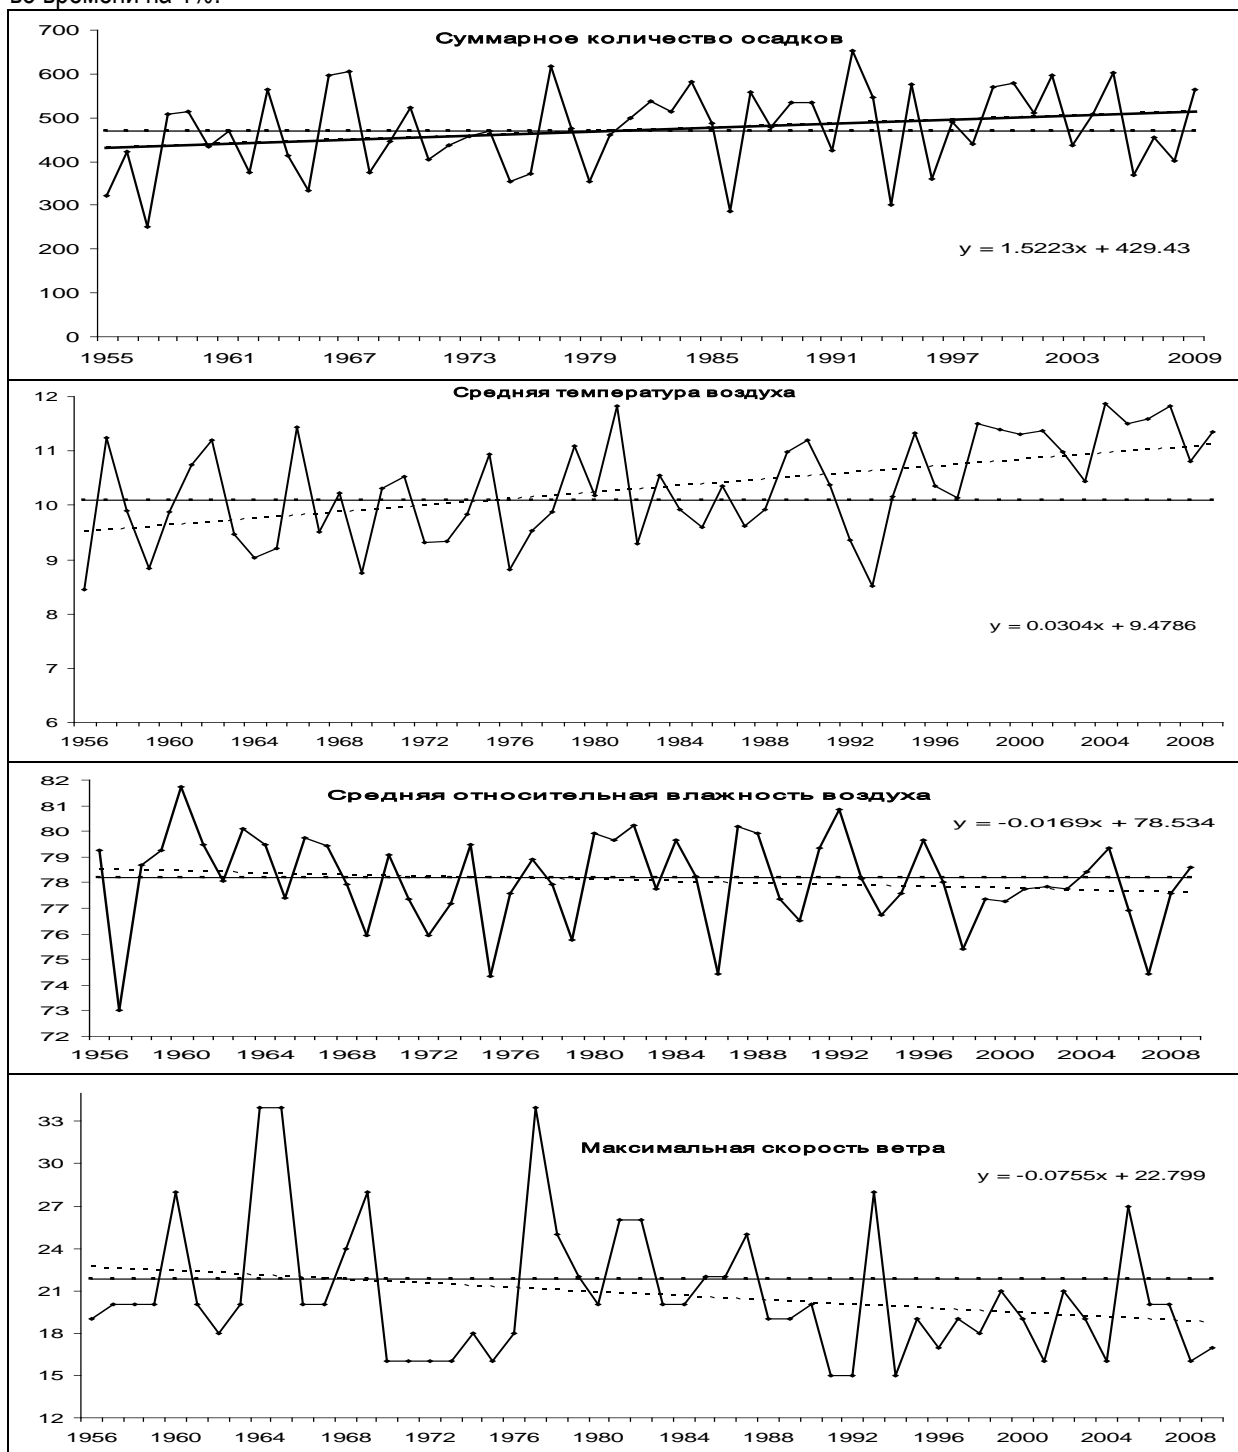 во времени на 4%.
700
Суммарное количество осадков
600
500
400
300
200
y = 1.5223x + 429.43
100
0
1955 1961 1967 1973 1979 1985 1991 1997 2003 2009
12
Средняя температура воздуха
11
10
9
8
y = 0.0304x + 9.4786
7
6
1956 1960 1964 1968 1972 1976 1980 1984 1988 1992 1996 2000 2004 2008
82
Средняя относительная влажность воздуха
81
y = -0.0169x + 78.534
80
79
78
77
76
75
74
73
72
1956 1960 1964 1968 1972 1976 1980 1984 1988 1992 1996 2000 2004 2008
33
Максимальная скорость ветра
30
y = -0.0755x + 22.799
27
24
21
18
15
12
1956 1960 1964 1968 1972 1976 1980 1984 1988 1992 1996 2000 2004 2008